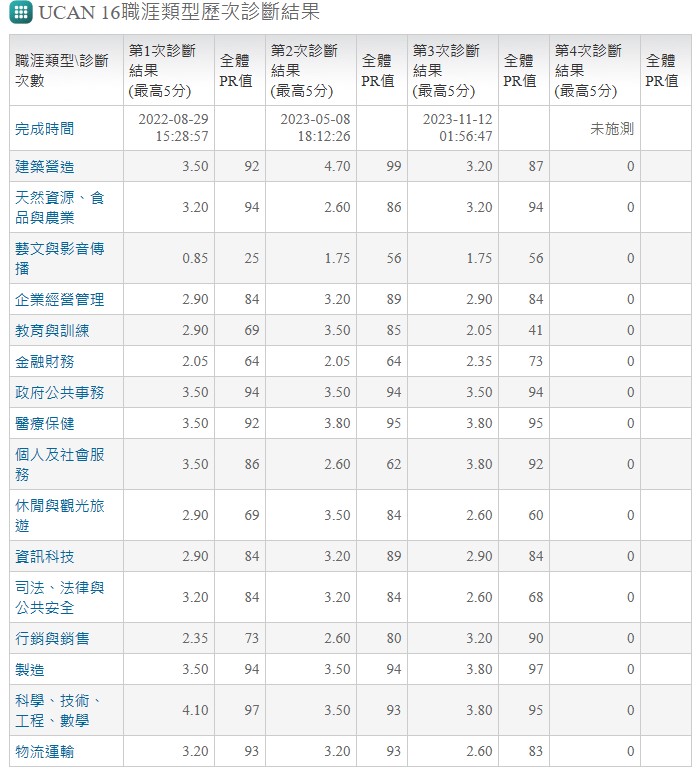 UCAN 16職涯類型歷次診斷結果
職涯類型\診斷次數 第1次診斷結果(最高5分) 全體PR值 第2次診斷結果(最高5分) 全體PR值 第3次診斷結果(最高5分) 全體PR值 第4次診斷結果(最高5分) 全體PR值
完成時間 2022-08-29 15:28:57 2023-05-08 18:12:26 2023-11-12 01:56:47 未施測
建築營造 3.50 92 4.70 99 3.20 87 0
天然資源、食品與農業 3.20 94 2.60 86 3.20 94 0
藝文與影音傳播 0.85 25 1.75 56 1.75 56 0
企業經營管理 2.90 84 3.20 89 2.90 84 0
教育與訓練 2.90 69 3.50 85 2.05 41 0
金融財務 2.05 64 2.05 64 2.35 73 0
政府公共事務 3.50 94 3.50 94 3.50 94 0
醫療保健 3.50 92 3.80 95 3.80 95 0
個人及社會服務 3.50 86 2.60 62 3.80 92 0
休閒與觀光旅遊 2.90 69 3.50 84 2.60 60 0
資訊科技 2.90 84 3.20 89 2.90 84 0
司法、法律與公共安全 3.20 84 3.20 84 2.60 68 0
行銷與銷售 2.35 73 2.60 80 3.20 90 0
製造 3.50 94 3.50 94 3.80 97 0
科學、技術、工程、數學 4.10 97 3.50 93 3.80 95 0
物流運輸 3.20 93 3.20 93 2.60 83 0